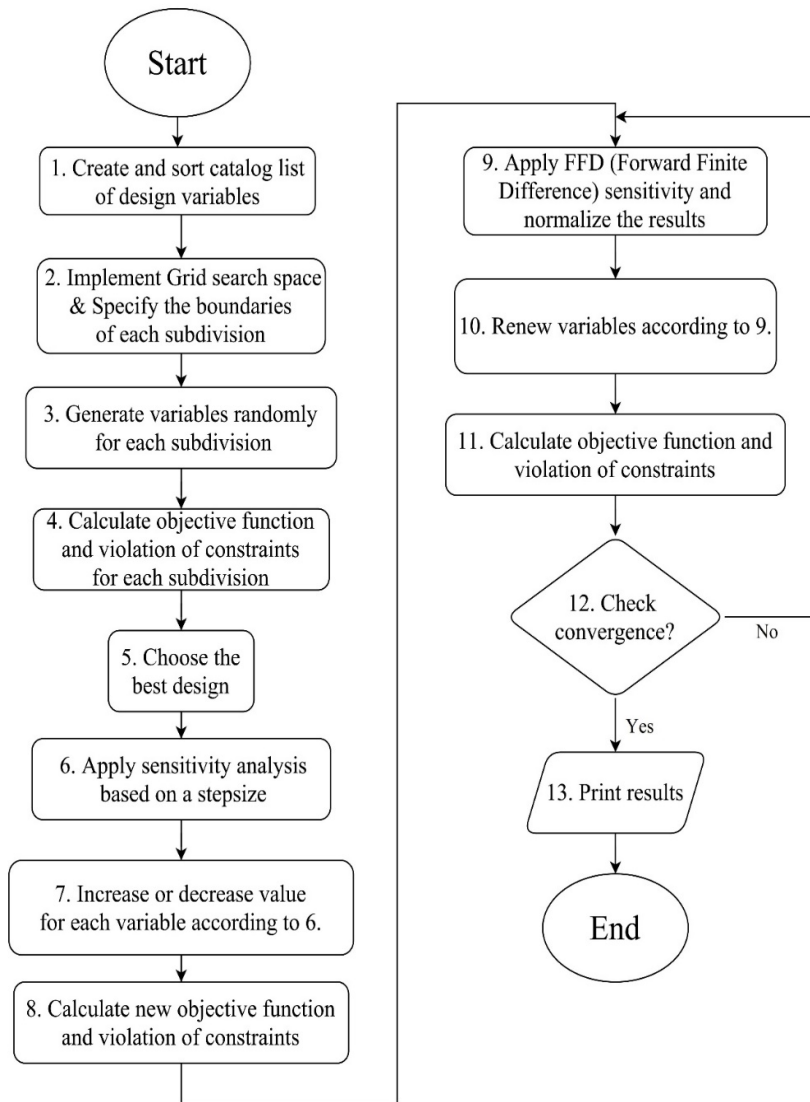 Start
1. Create and sort catalog list
of design variables
2. Implement Grid search space
& Specify the boundaries
of each subdivision
3. Generate variables randomly
for each subdivision
4. Calculate objective function
and violation of constraints
for each subdivision
5. Choose the
best design
6. Apply sensitivity analysis
based on a stepsize
7. Increase or decrease value
for each variable according to 6.
8. Calculate new objective function
and violation of constraints
9. Apply FFD (Forward Finite
Difference) sensitivity and
normalize the results
10. Renew variables according to 9.
11. Calculate objective function and
violation of constraints
12. Check
convergence?
No
Yes
13. Print results
End